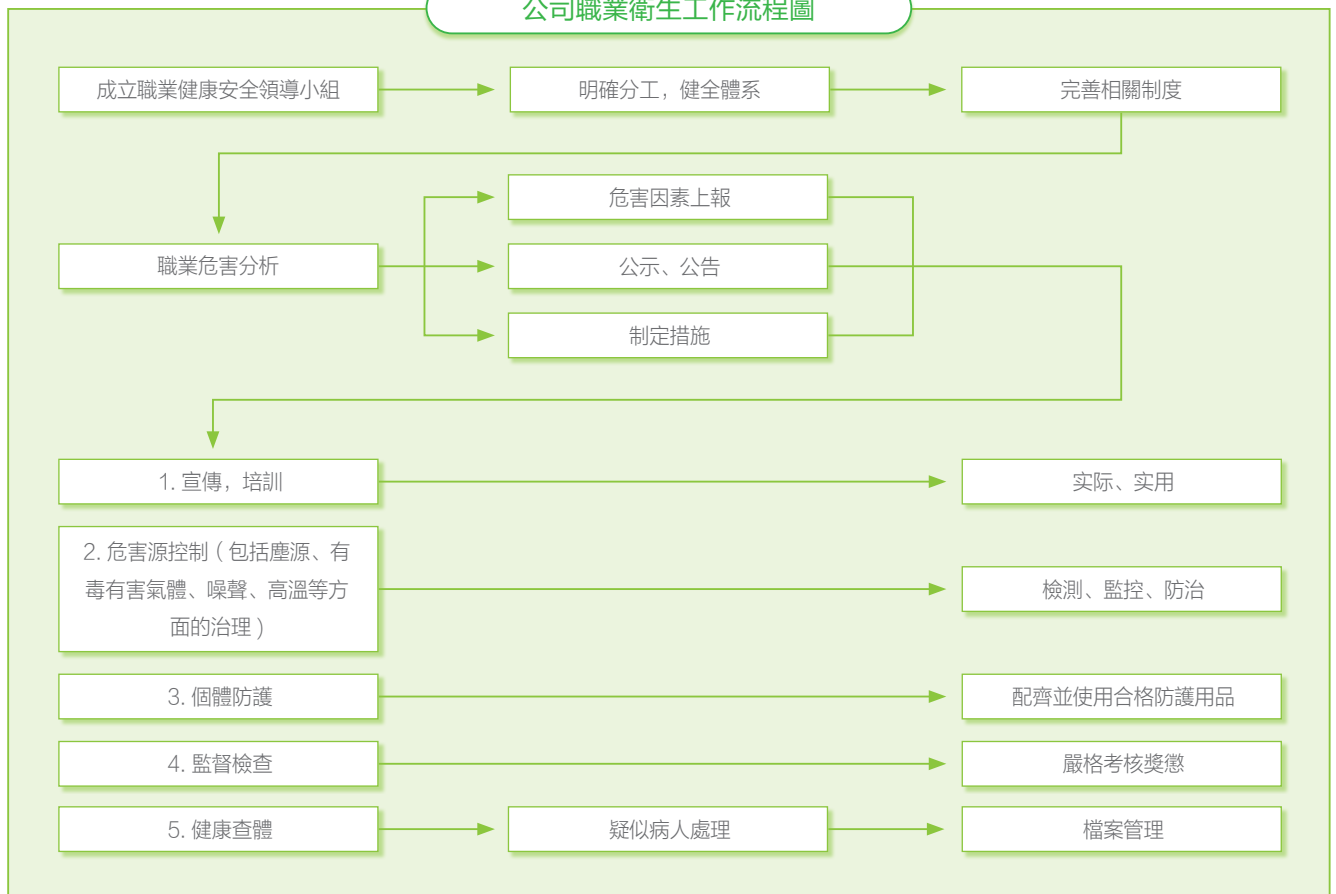 公司職業衛生工作流程圖
成立職業健康安全領導小組
明確分工，健全體系
完善相關制度
危害因素上報
職業危害分析
公示、公告
制定措施
1. 宣傳，培訓
实际、实用
2. 危害源控制（包括塵源、有
毒有害氣體、噪聲、高溫等方
面的治理）
檢測、監控、防治
3. 個體防護
配齊並使用合格防護用品
4. 監督檢查
嚴格考核獎懲
5. 健康查體
疑似病人處理
檔案管理